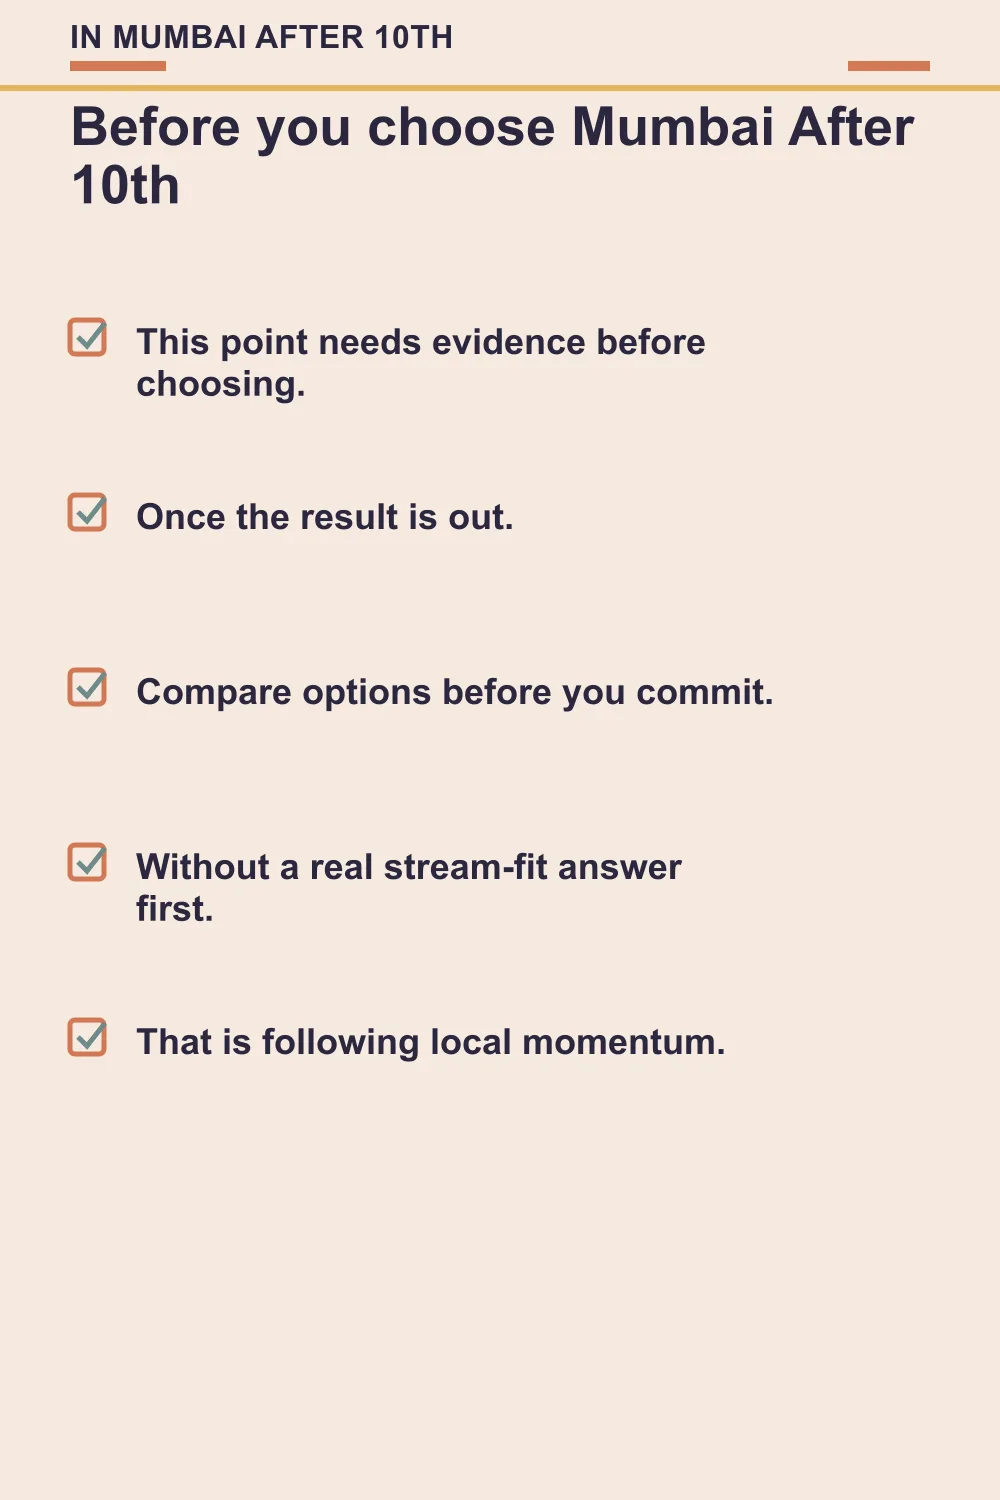 IN MUMBAI AFTER 10TH
Before you choose Mumbai After
10th
This point needs evidence before
choosing.
Once the result is out.
Compare options before you commit.
Without a real stream-fit answer
first.
That is following local momentum.